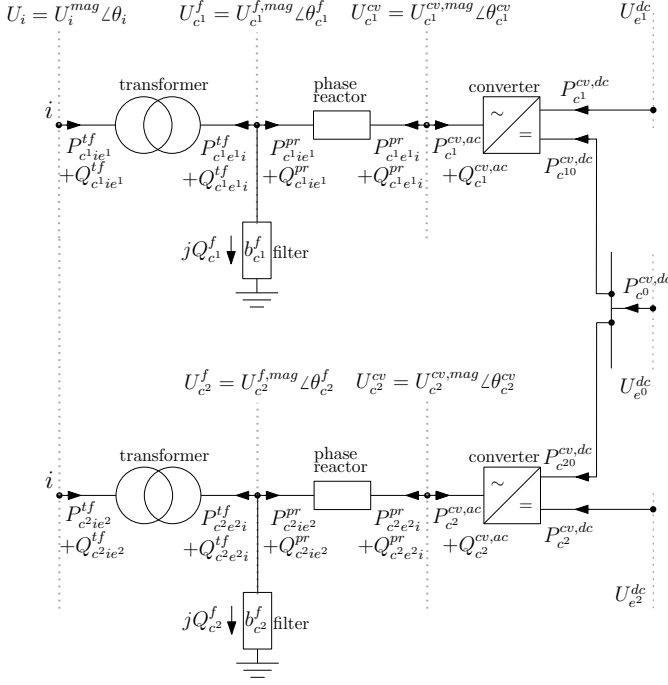 U_i = U_i^{mag}∠θ_i
U_{c^1}^f = U_{c^1}^{f,mag}∠θ_{c^1}^f
U_{c^1}^{cv} = U_{c^1}^{cv,mag}∠θ_{c^1}^{cv}
U_{e^1}^{dc}
transformer
phase
reactor
converter
P_{c^1}^{cv,dc}
i
~
=
P_{c^1ie^1}^{tf}
+Q_{c^1ie^1}^{tf}
P_{c^1e^1i}^{tf}
+Q_{c^1e^1i}^{tf}
P_{c^1ie^1}^{pr}
+Q_{c^1ie^1}^{pr}
P_{c^1e^1i}^{pr}
+Q_{c^1e^1i}^{pr}
P_{c^1}^{cv,ac}
+Q_{c^1}^{cv,ac}
P_{c^{10}}^{cv,dc}
jQ_{c^1}^f
b_{c^1}^f
filter
P_{c^0}^{cv,dc}
U_{c^2}^f = U_{c^2}^{f,mag}∠θ_{c^2}^f
U_{c^2}^{cv} = U_{c^2}^{cv,mag}∠θ_{c^2}^{cv}
U_{e^0}^{dc}
transformer
phase
reactor
converter
P_{c^{20}}^{cv,dc}
i
~
=
P_{c^2ie^2}^{tf}
+Q_{c^2ie^2}^{tf}
P_{c^2e^2i}^{tf}
+Q_{c^2e^2i}^{tf}
P_{c^2ie^2}^{pr}
+Q_{c^2ie^2}^{pr}
P_{c^2e^2i}^{pr}
+Q_{c^2e^2i}^{pr}
P_{c^2}^{cv,ac}
+Q_{c^2}^{cv,ac}
P_{c^2}^{cv,dc}
U_{e^2}^{dc}
jQ_{c^2}^f
b_{c^2}^f
filter